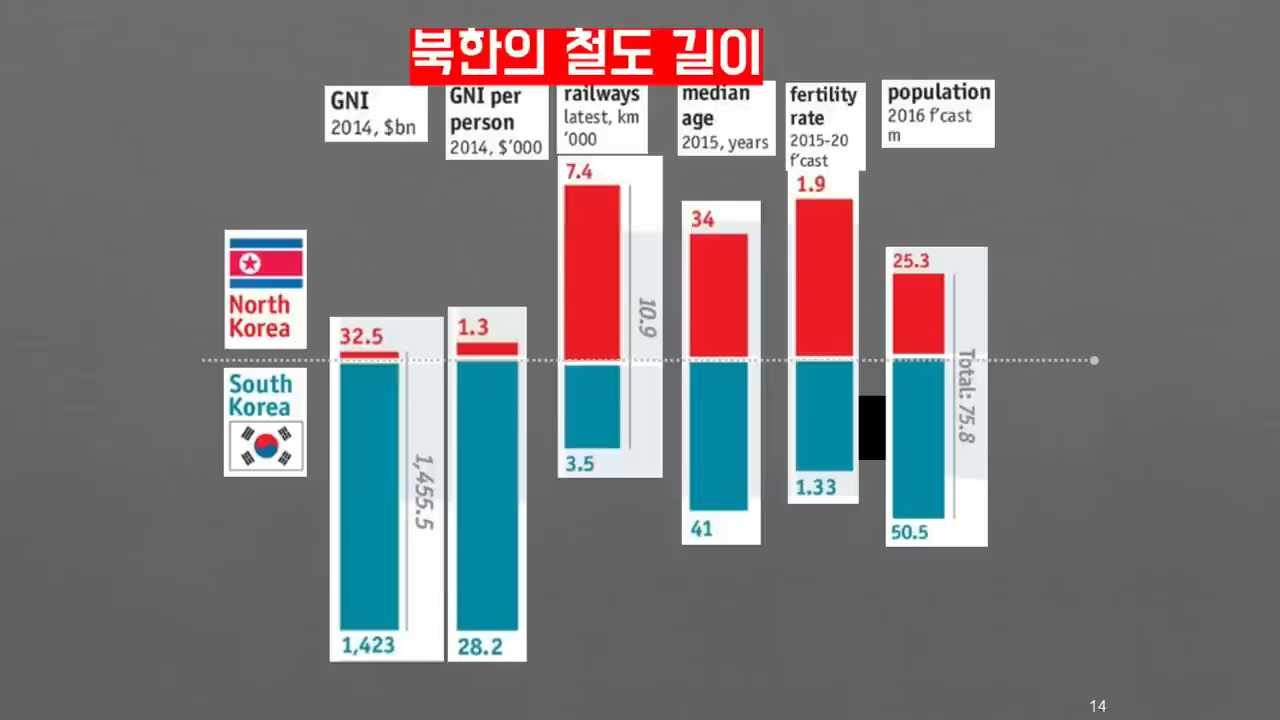 북한의 철도 길이
GNI
2014, $bn
GNI per
person
2014, $'000
railways
latest, km
'000
median
age
2015, years
fertility
rate
2015-20
f'cast
population
2016 f'cast
m
North
Korea
South
Korea
32.5
1,455.5
1,423
1.3
28.2
7.4
10.9
3.5
34
41
1.9
1.33
25.3
Total: 75.8
50.5
14